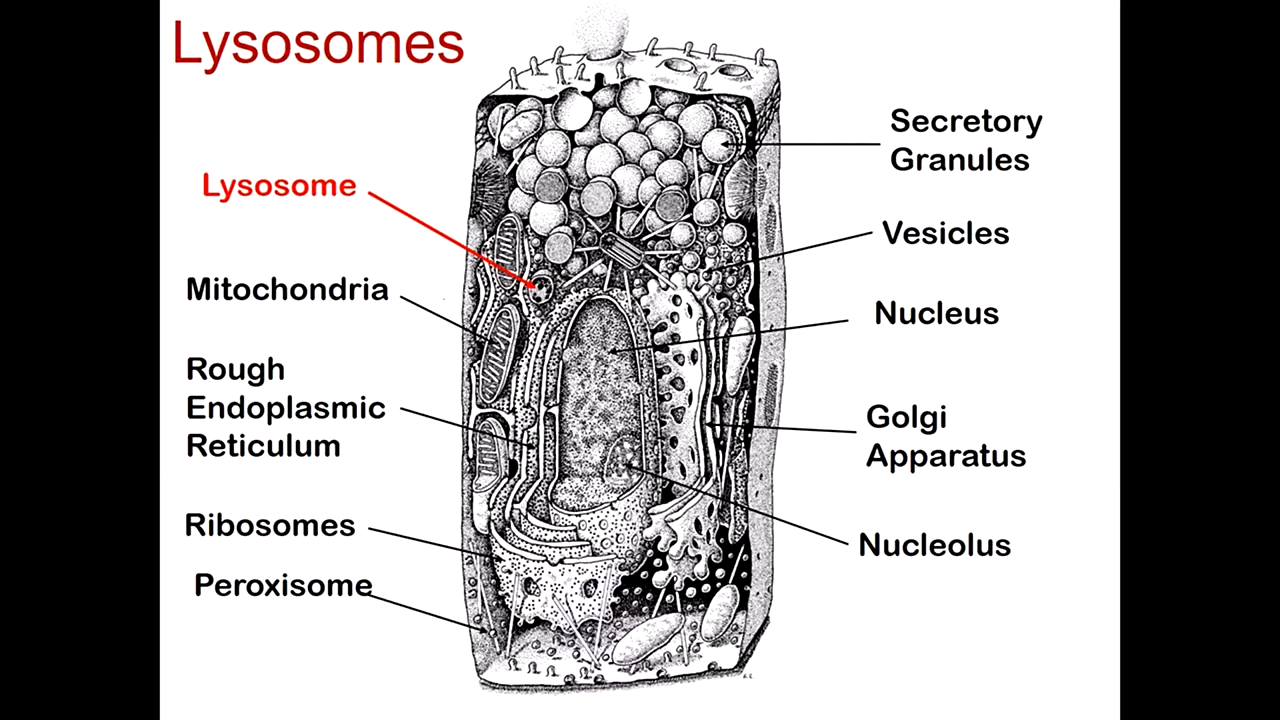 Lysosomes
Lysosome
Mitochondria
Rough
Endoplasmic
Reticulum
Ribosomes
Peroxisome
Secretory
Granules
Vesicles
Nucleus
Golgi
Apparatus
Nucleolus